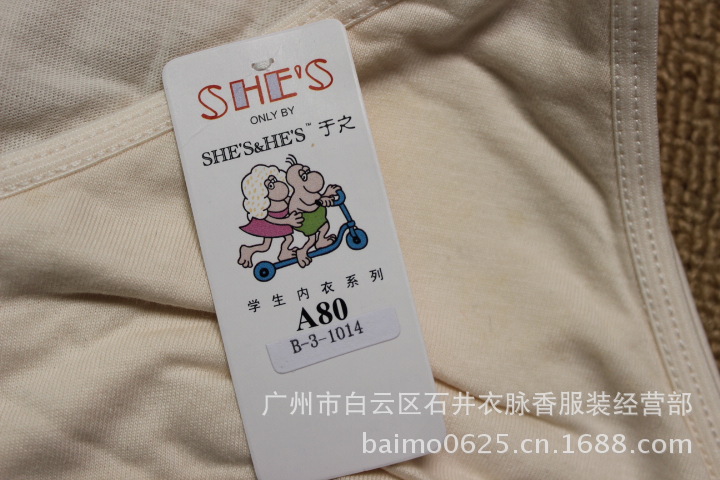 SHE'S
ONLY BY
SHE'S&HE'S™ 于之
学生内衣系列
A80
B-3-1014
广州市白云区石井衣脉香服装经营部
baimo0625.cn.1688.com